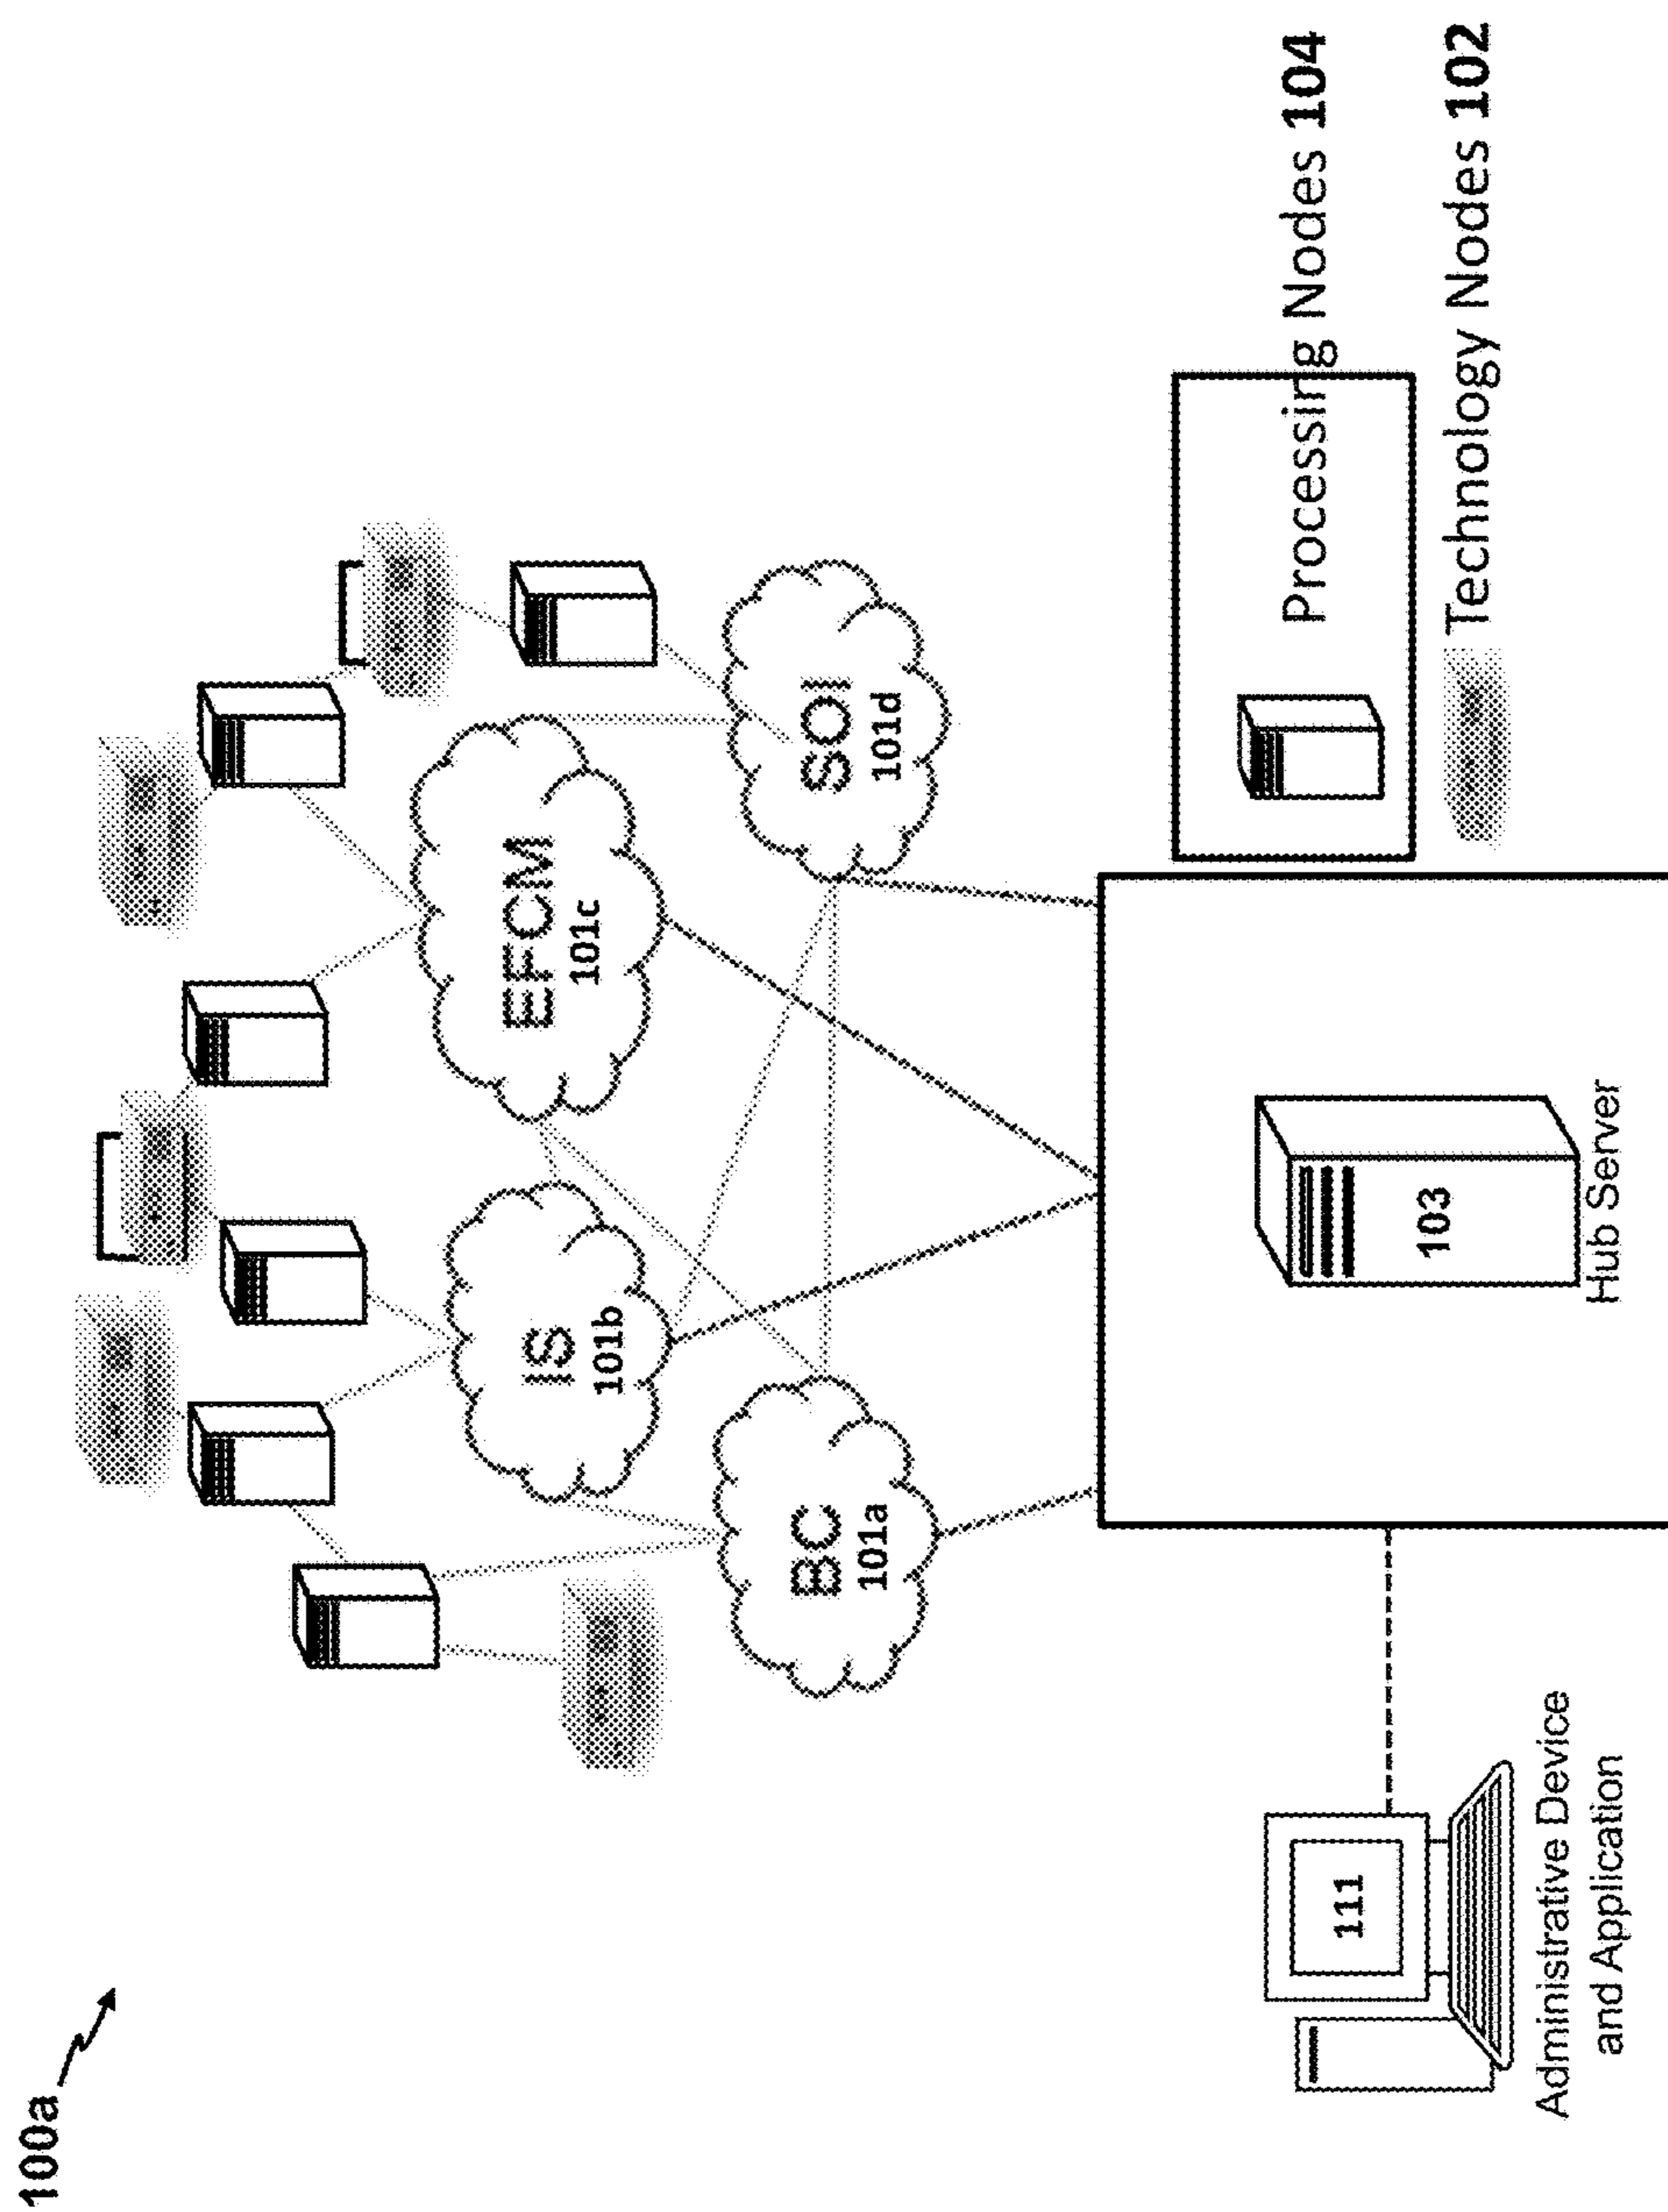 100a
EFCM
101c
IS
101b
BC
101a
SOI
101d
Processing Nodes 104
Technology Nodes 102
111
103
Hub Server
Administrative Device
and Application